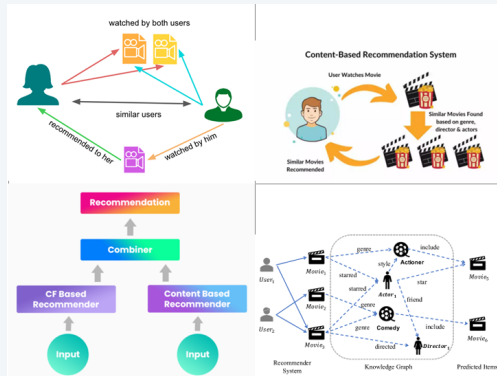 watched by both users
similar users
recommended to her
watched by him
Content-Based Recommendation System
User Watches Movie
Similar Movies Found
based on genre,
director & actors
Similar Movies
Recommended
Recommendation
Combiner
CF Based
Recommender
Content Based
Recommender
Input
Input
User₁
User₂
Movie₁
Movie₂
genre
style
starred
starred
genre
genre
directed
Actioner
Actor₁
Comedy
Director₁
include
star
friend
include
Recommender
System
Knowledge Graph
Predicted Items